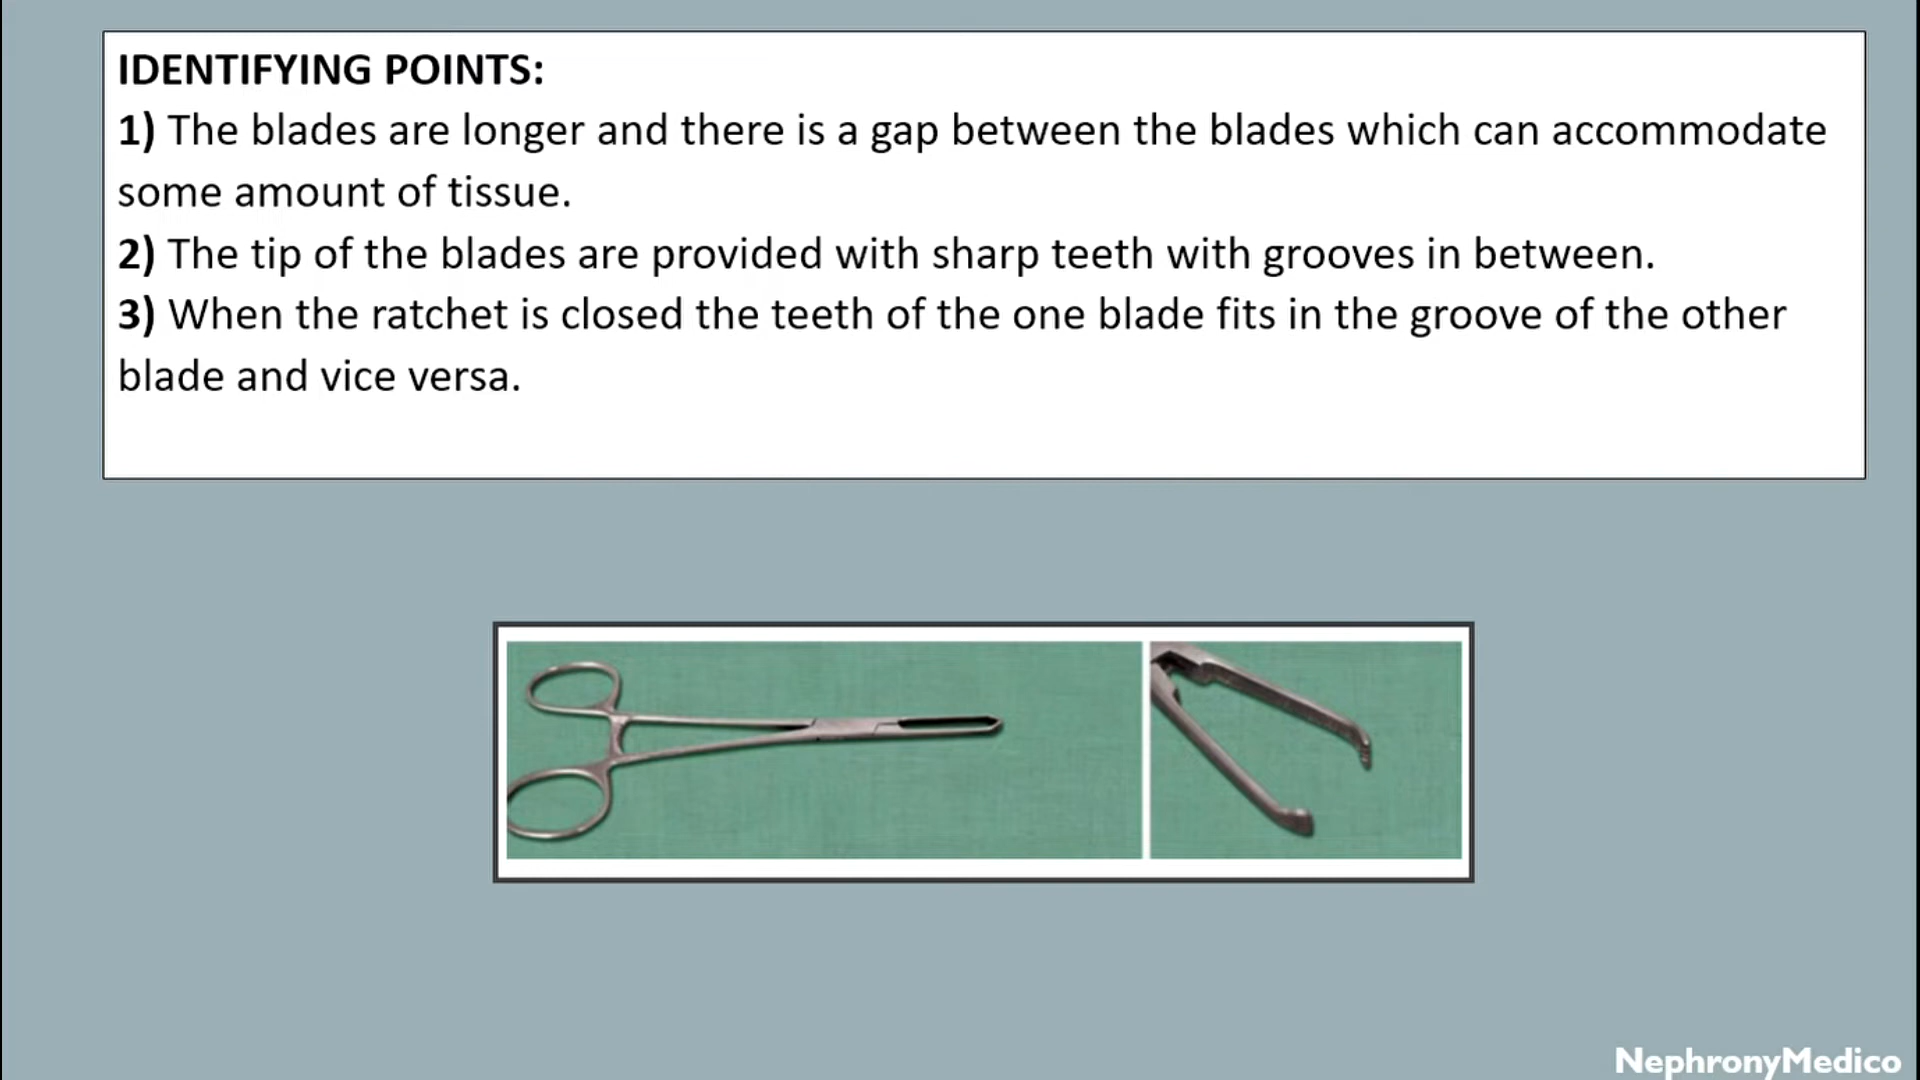 IDENTIFYING POINTS:
1) The blades are longer and there is a gap between the blades which can accommodate
some amount of tissue.
2) The tip of the blades are provided with sharp teeth with grooves in between.
3) When the ratchet is closed the teeth of the one blade fits in the groove of the other
blade and vice versa.
NephronyMedico